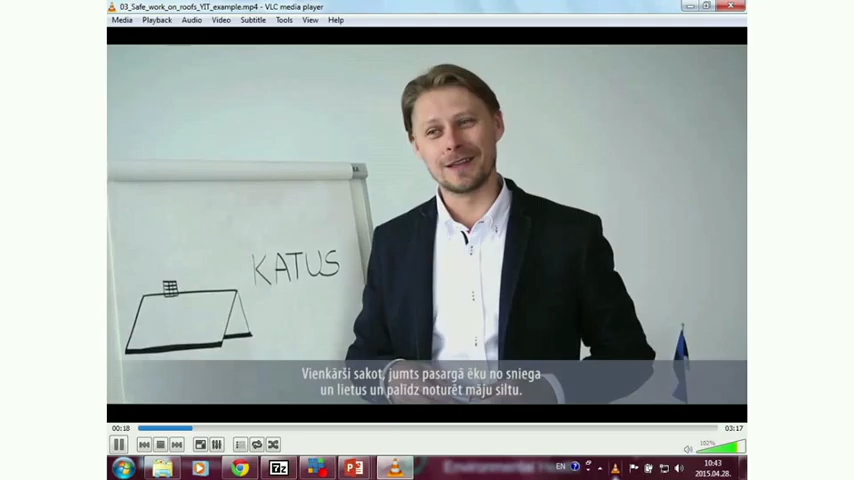 03_Safe_work_on_roofs_YIT_example.mp4 - VLC media player
Media Playback Audio Video Subtitle Tools View Help
KATUS
Vienkārši sakot, jumts pasargā ēku no sniega
un lietus un palīdz noturēt māju siltu.
00:18 03:17
102%
EN 10:43
2015.04.28.